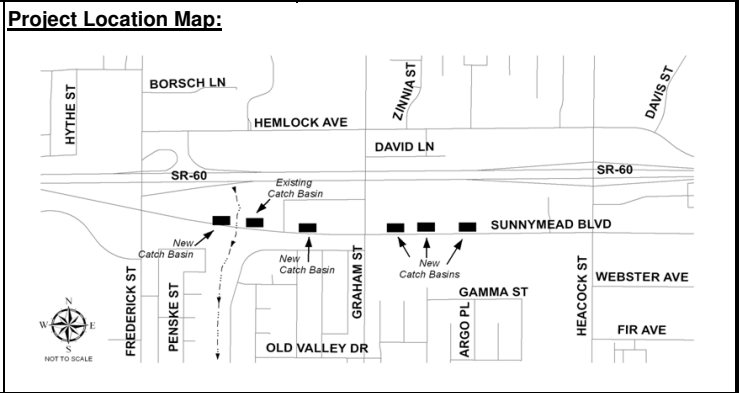 Project Location Map:
HYTHE ST
BORSCH LN
ZINNIA ST
DAVIS ST
HEMLOCK AVE
DAVID LN
SR-60
SR-60
Existing
Catch Basin
SUNNYMEAD BLVD
New
Catch Basin
New
Catch Basin
New
Catch Basins
FREDERICK ST
PENSKE ST
GRAHAM ST
GAMMA ST
ARGO PL
HEACOCK ST
WEBSTER AVE
FIR AVE
OLD VALLEY DR
N
W
E
S
NOT TO SCALE